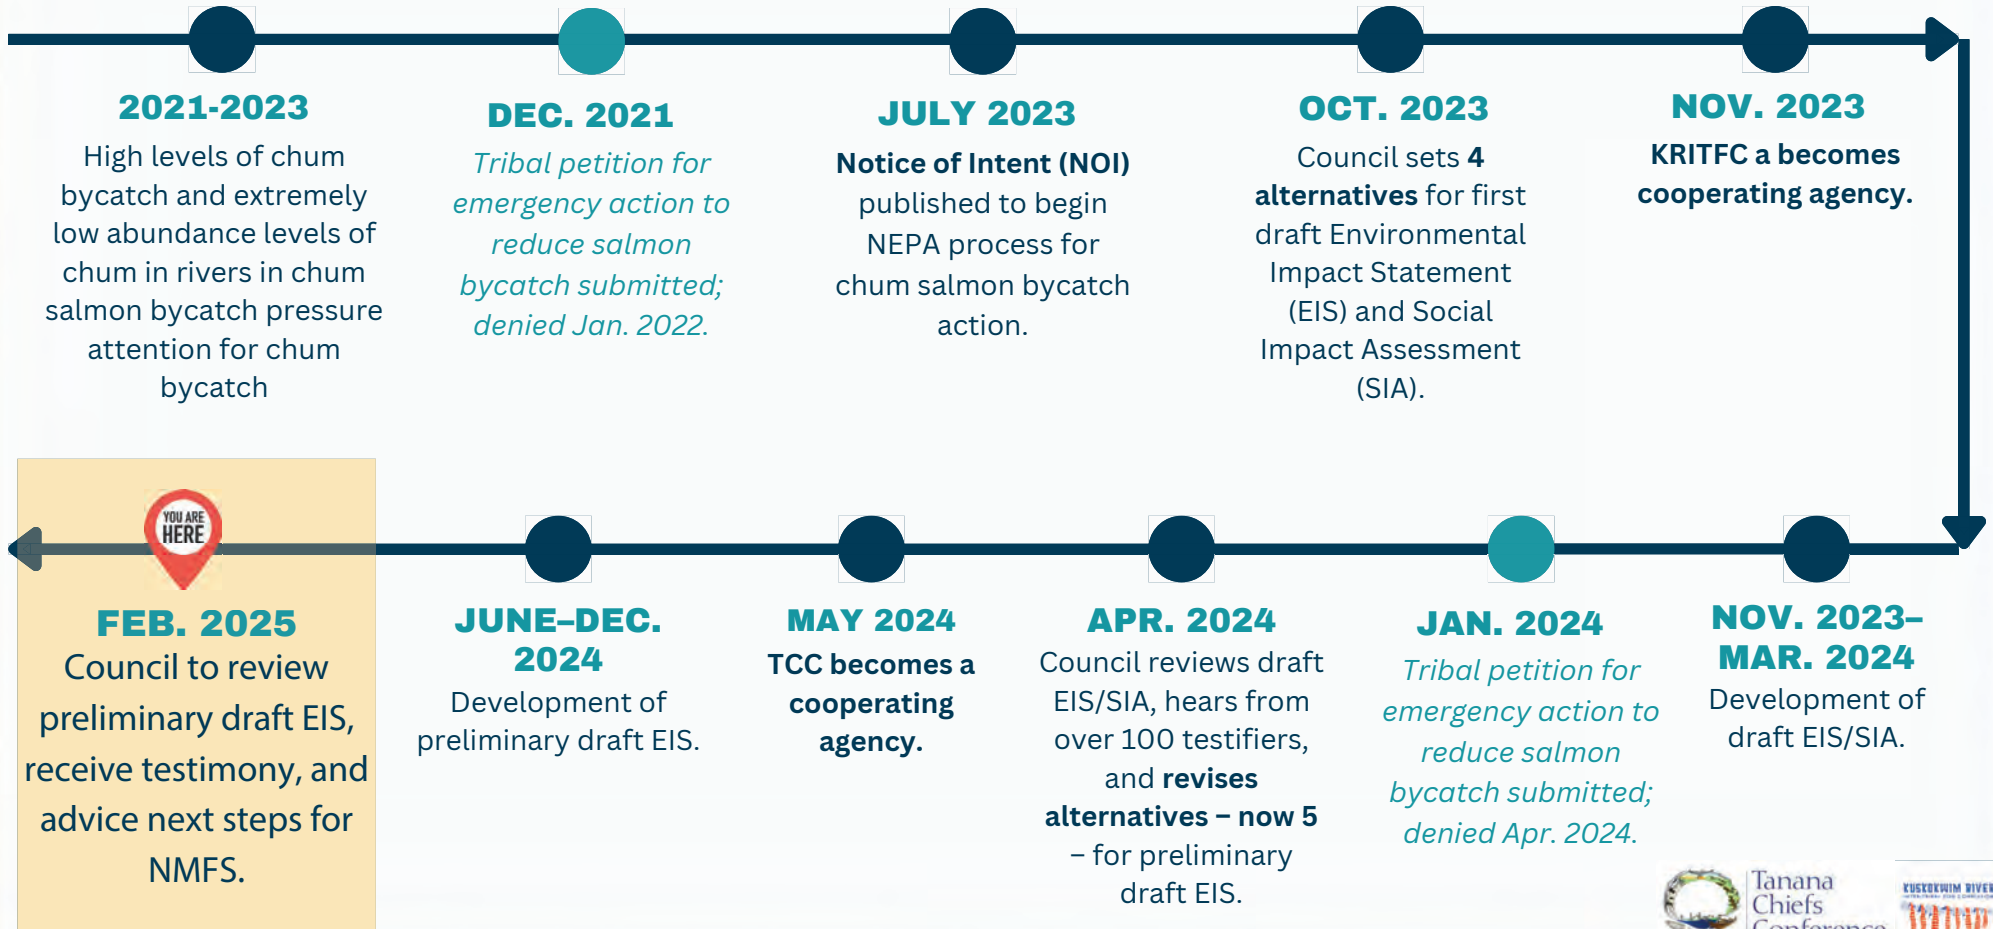 2021-2023
High levels of chum
bycatch and extremely
low abundance levels of
chum in rivers in chum
salmon bycatch pressure
attention for chum
bycatch
DEC. 2021
Tribal petition for
emergency action to
reduce salmon
bycatch submitted;
denied Jan. 2022.
JULY 2023
Notice of Intent (NOI)
published to begin
NEPA process for
chum salmon bycatch
action.
OCT. 2023
Council sets 4
alternatives for first
draft Environmental
Impact Statement
(EIS) and Social
Impact Assessment
(SIA).
NOV. 2023
KRITFC a becomes
cooperating agency.
NOV. 2023–
MAR. 2024
Development of
draft EIS/SIA.
JAN. 2024
Tribal petition for
emergency action to
reduce salmon
bycatch submitted;
denied Apr. 2024.
APR. 2024
Council reviews draft
EIS/SIA, hears from
over 100 testifiers,
and revises
alternatives – now 5
– for preliminary
draft EIS.
MAY 2024
TCC becomes a
cooperating
agency.
JUNE–DEC.
2024
Development of
preliminary draft EIS.
YOU ARE
HERE
FEB. 2025
Council to review
preliminary draft EIS,
receive testimony, and
advice next steps for
NMFS.
Tanana
Chiefs
Conference
KUSKOKWIM RIVER